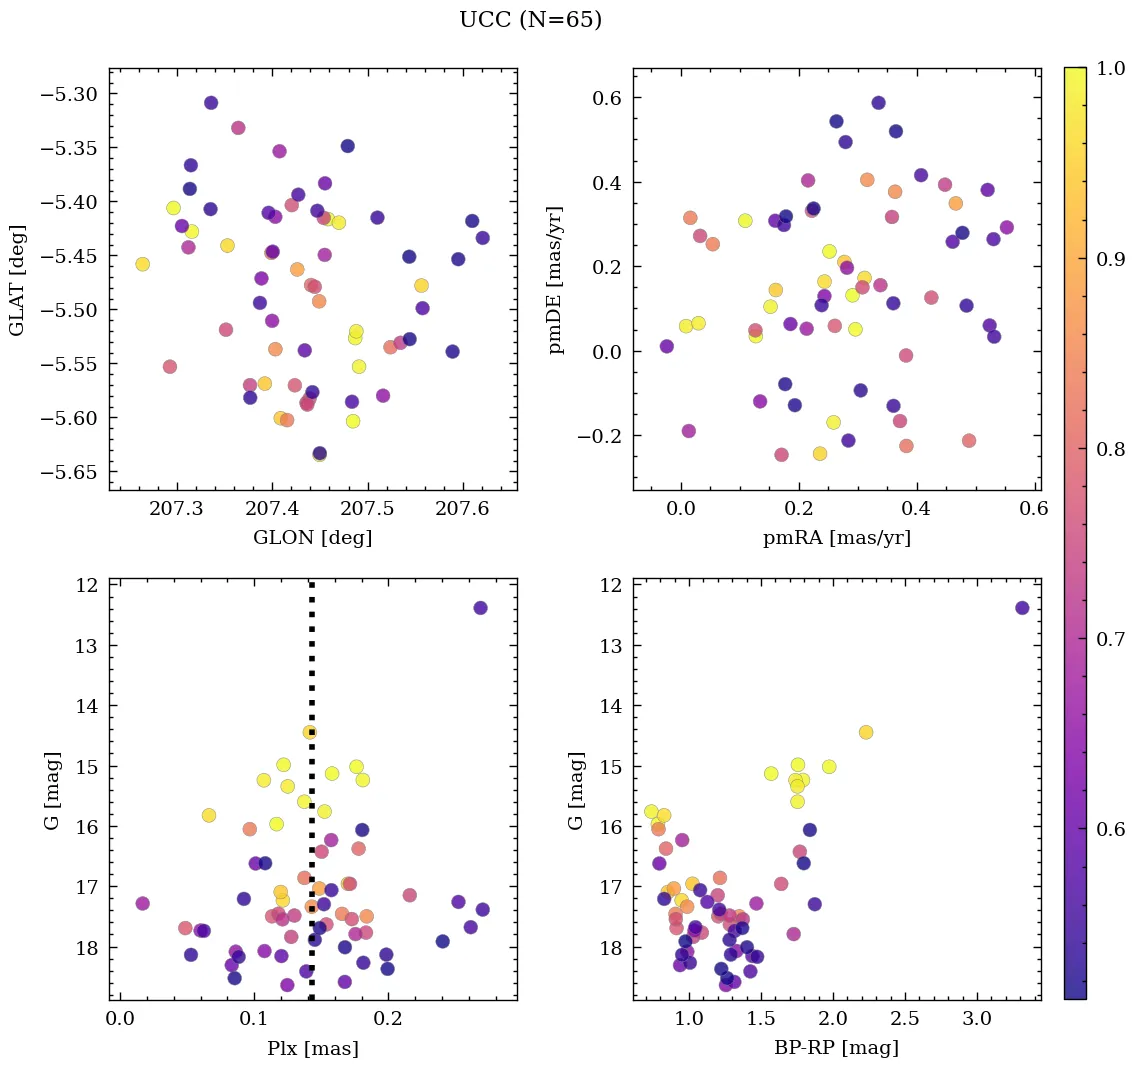 UCC (N=65)
−5.30
−5.35
−5.40
−5.45
−5.50
−5.55
−5.60
−5.65
GLAT [deg]
207.3 207.4 207.5 207.6
GLON [deg]
0.6
0.4
0.2
0.0
−0.2
pmDE [mas/yr]
0.0 0.2 0.4 0.6
pmRA [mas/yr]
1.0
0.9
0.8
0.7
0.6
12
13
14
15
16
17
18
G [mag]
0.0 0.1 0.2
Plx [mas]
12
13
14
15
16
17
18
G [mag]
1.0 1.5 2.0 2.5 3.0
BP-RP [mag]